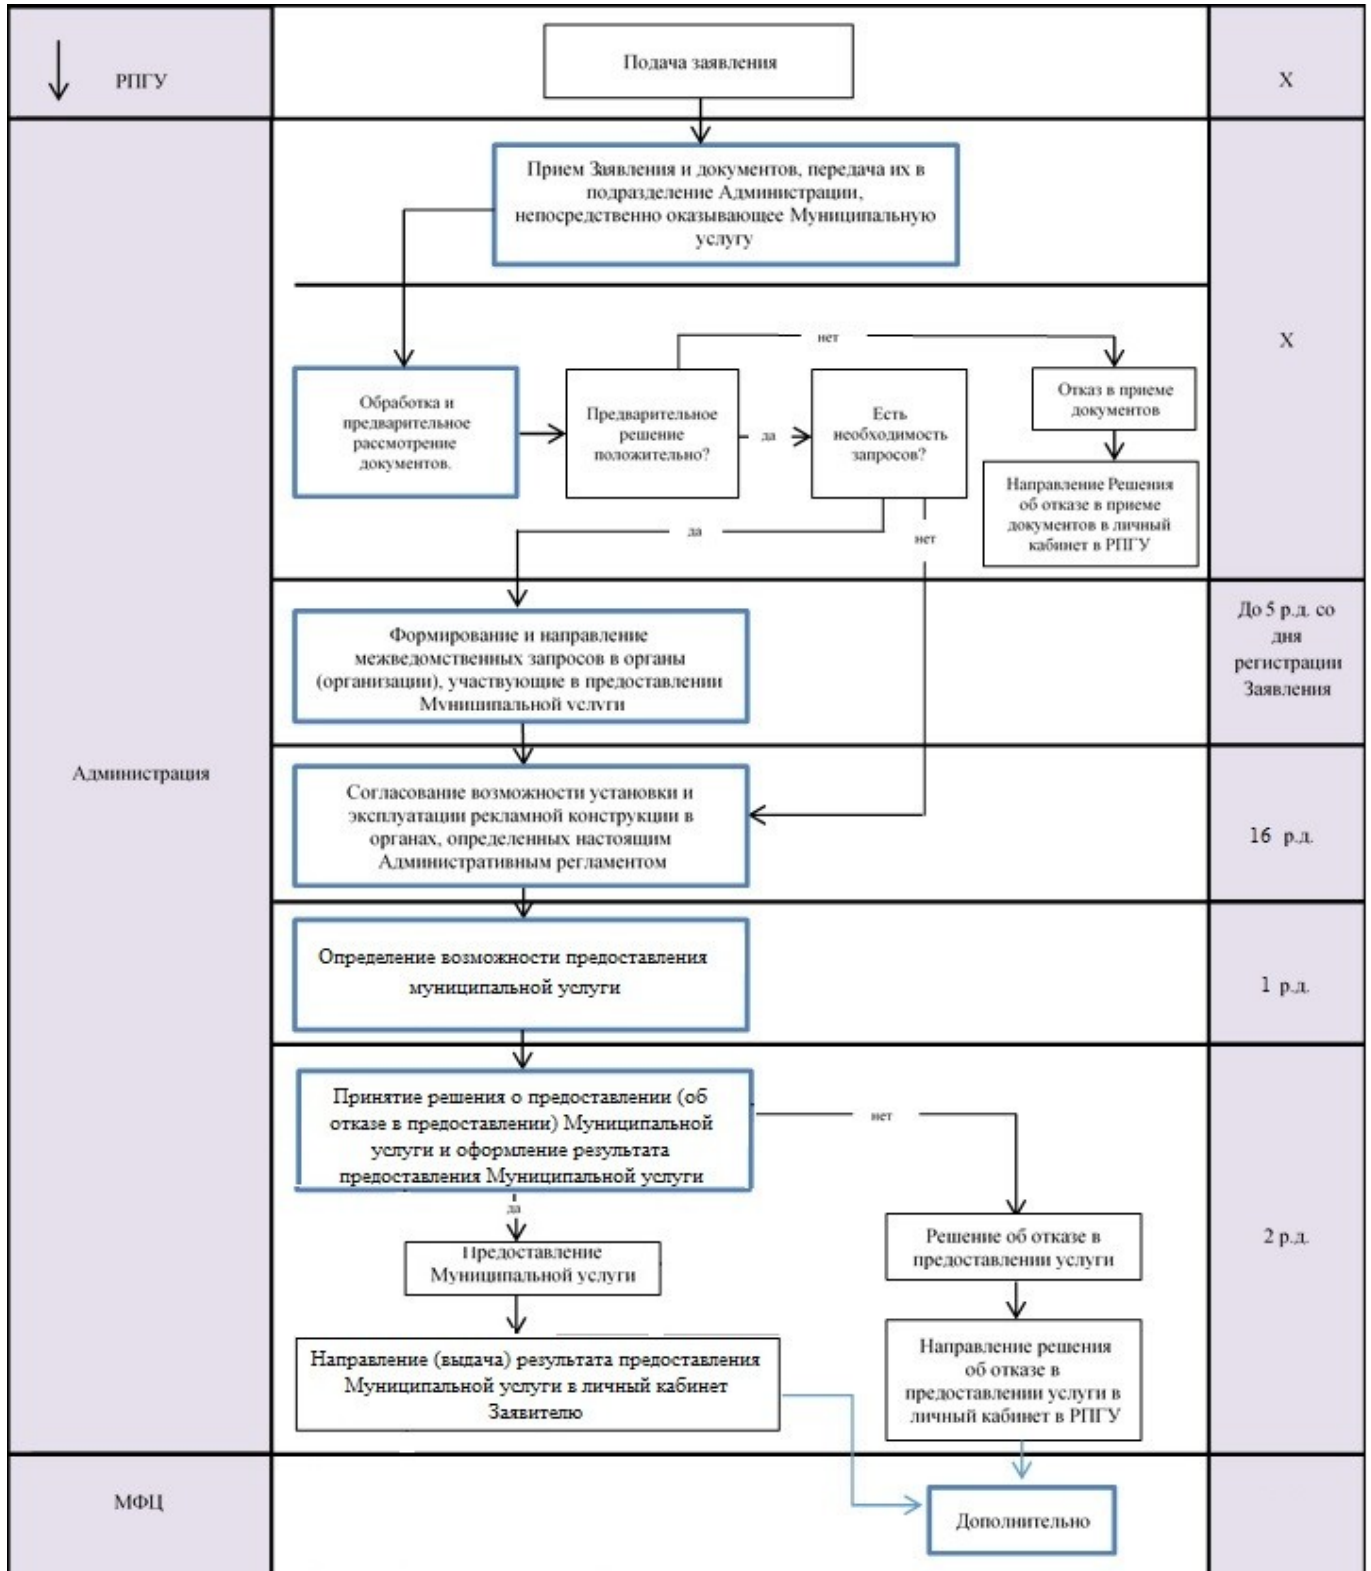 РПГУ
Подача заявления
X
Прием Заявления и документов, передача их в
подразделение Администрации,
непосредственно оказывающее Муниципальную
услугу
X
нет
Обработка и
предварительное
рассмотрение
документов.
Предварительное
решение
положительно?
да
Есть
необходимость
запросов?
Отказ в приеме
документов
Направление Решения
об отказе в приеме
документов в личный
кабинет в РПГУ
да
нет
Формирование и направление
межведомственных запросов в органы
(организации), участвующие в предоставлении
Муниципальной услуги
До 5 р.д. со
дня
регистрации
Заявления
Администрация
Согласование возможности установки и
эксплуатации рекламной конструкции в
органах, определенных настоящим
Административным регламентом
16 р.д.
Определение возможности предоставления
муниципальной услуги
1 р.д.
Принятие решения о предоставлении (об
отказе в предоставлении) Муниципальной
услуги и оформление результата
предоставления Муниципальной услуги
нет
да
Предоставление
Муниципальной услуги
Решение об отказе в
предоставлении услуги
2 р.д.
Направление (выдача) результата предоставления
Муниципальной услуги в личный кабинет
Заявителю
Направление решения
об отказе в
предоставлении услуги в
личный кабинет в РПГУ
МФЦ
Дополнительно